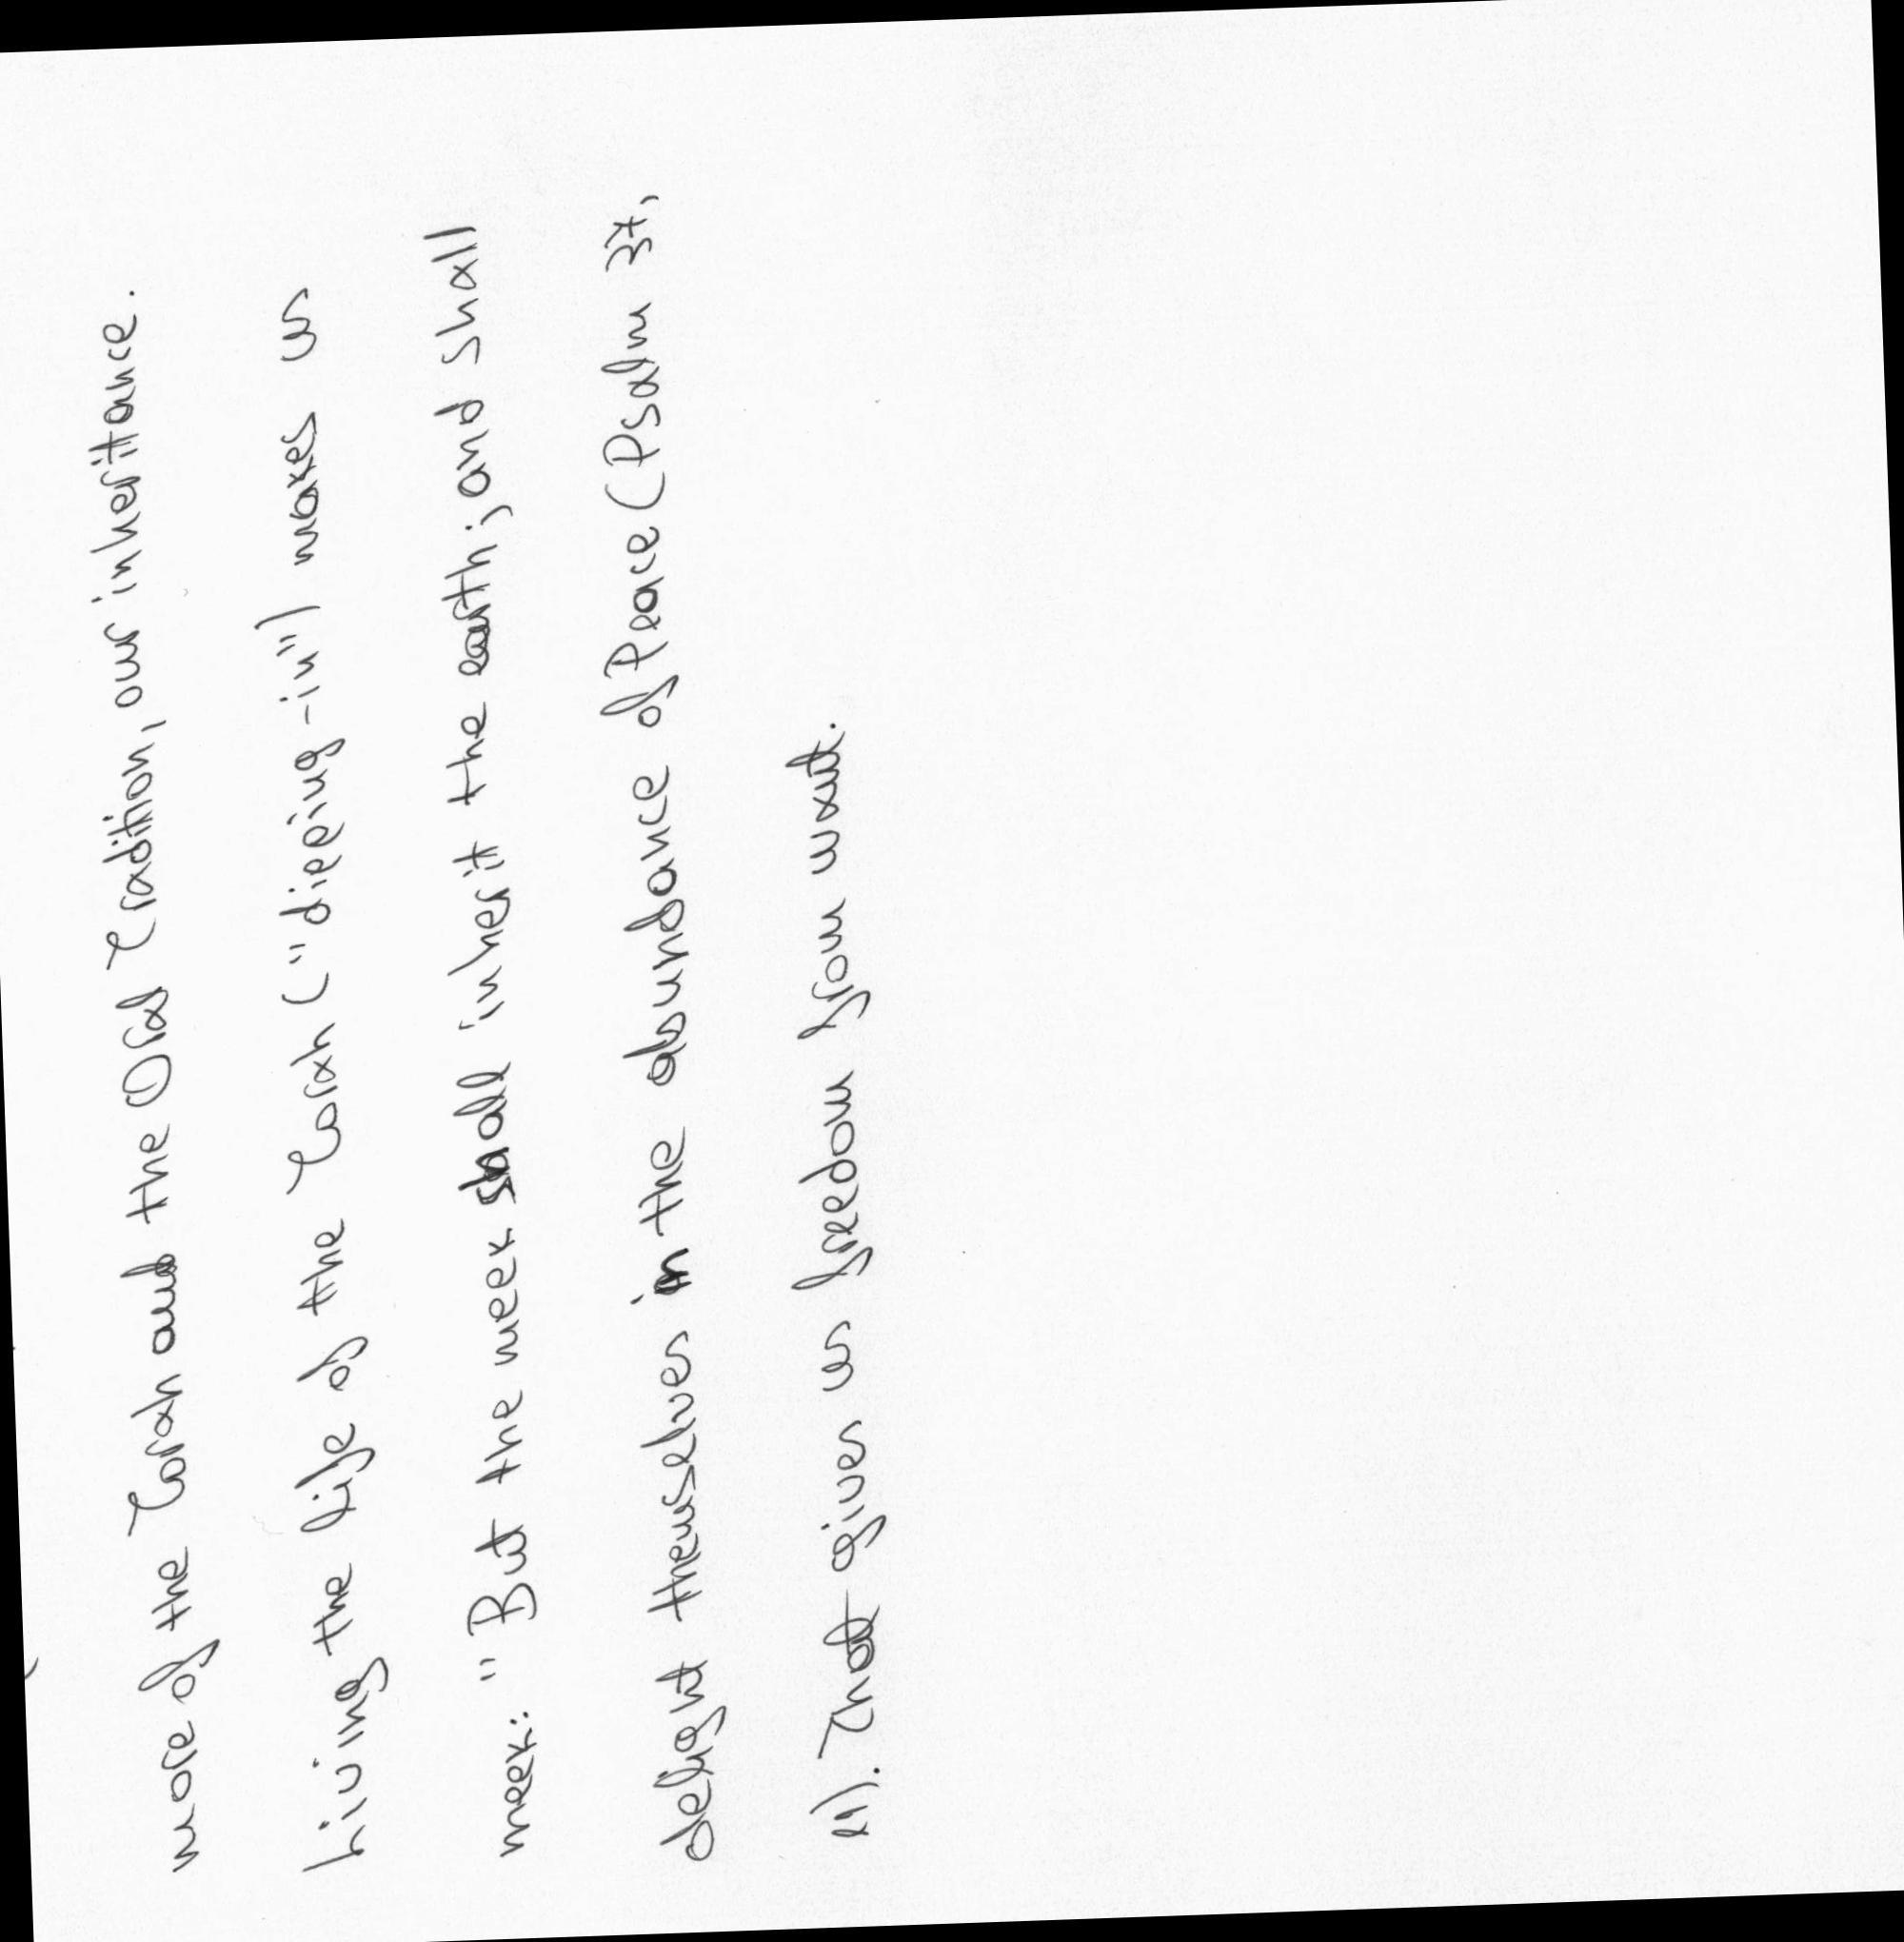 more of the Torah and the Old Tradition, our inheritance.
Living the life of the Torah ("dieeing-in") makes us
meek: "But the meek shall inherit the earth; and shall
delight themselves in the abundance of Peace (Psalm 37,
11). That gives us freedom from want.